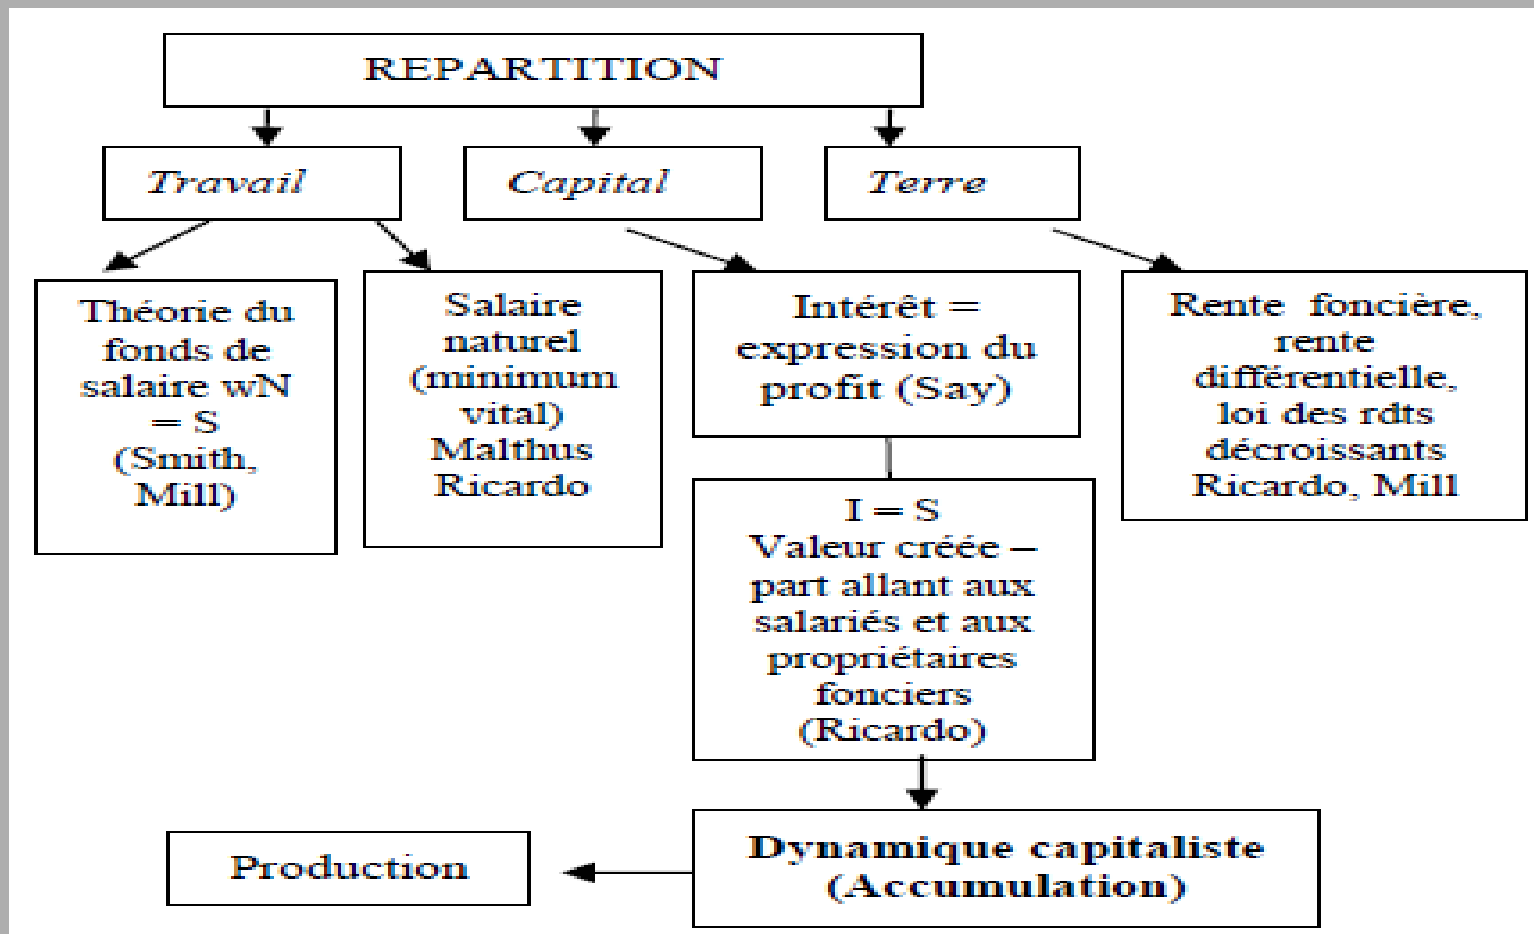 REPARTITION
Travail
Capital
Terre
Théorie du
fonds de
salaire wN
= S
(Smith,
Mill)
Salaire
naturel
(minimum
vital)
Malthus
Ricardo
Intérêt =
expression du
profit (Say)
Rente foncière,
rente
différentielle,
loi des rdts
décroissants
Ricardo, Mill
I = S
Valeur créée –
part allant aux
salariés et aux
propriétaires
fonciers
(Ricardo)
Dynamique capitaliste
(Accumulation)
Production